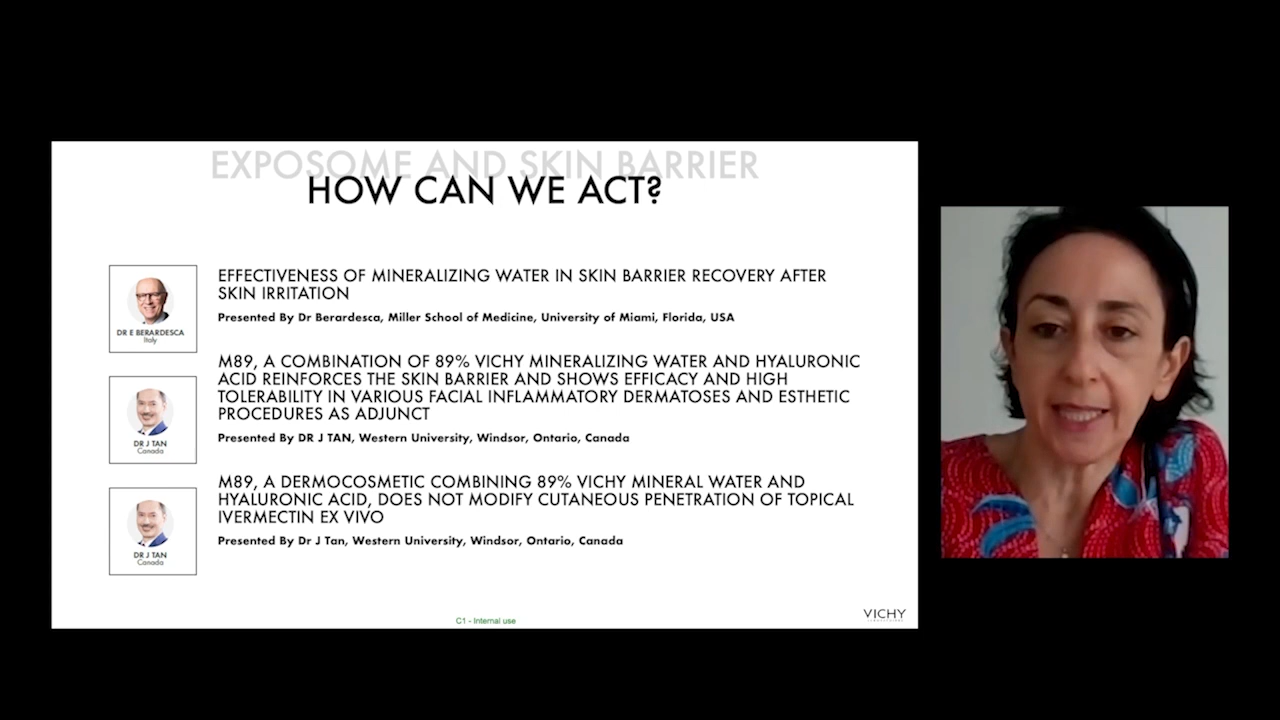 EXPOSOME AND SKIN BARRIER
HOW CAN WE ACT?
DR E BERARDESCA
Italy
EFFECTIVENESS OF MINERALIZING WATER IN SKIN BARRIER RECOVERY AFTER
SKIN IRRITATION
Presented By Dr Berardesca, Miller School of Medicine, University of Miami, Florida, USA
DR J TAN
Canada
M89, A COMBINATION OF 89% VICHY MINERALIZING WATER AND HYALURONIC
ACID REINFORCES THE SKIN BARRIER AND SHOWS EFFICACY AND HIGH
TOLERABILITY IN VARIOUS FACIAL INFLAMMATORY DERMATOSES AND ESTHETIC
PROCEDURES AS ADJUNCT
Presented By DR J TAN, Western University, Windsor, Ontario, Canada
DR J TAN
Canada
M89, A DERMOCOSMETIC COMBINING 89% VICHY MINERAL WATER AND
HYALURONIC ACID, DOES NOT MODIFY CUTANEOUS PENETRATION OF TOPICAL
IVERMECTIN EX VIVO
Presented By Dr J Tan, Western University, Windsor, Ontario, Canada
C1 - Internal use
VICHY